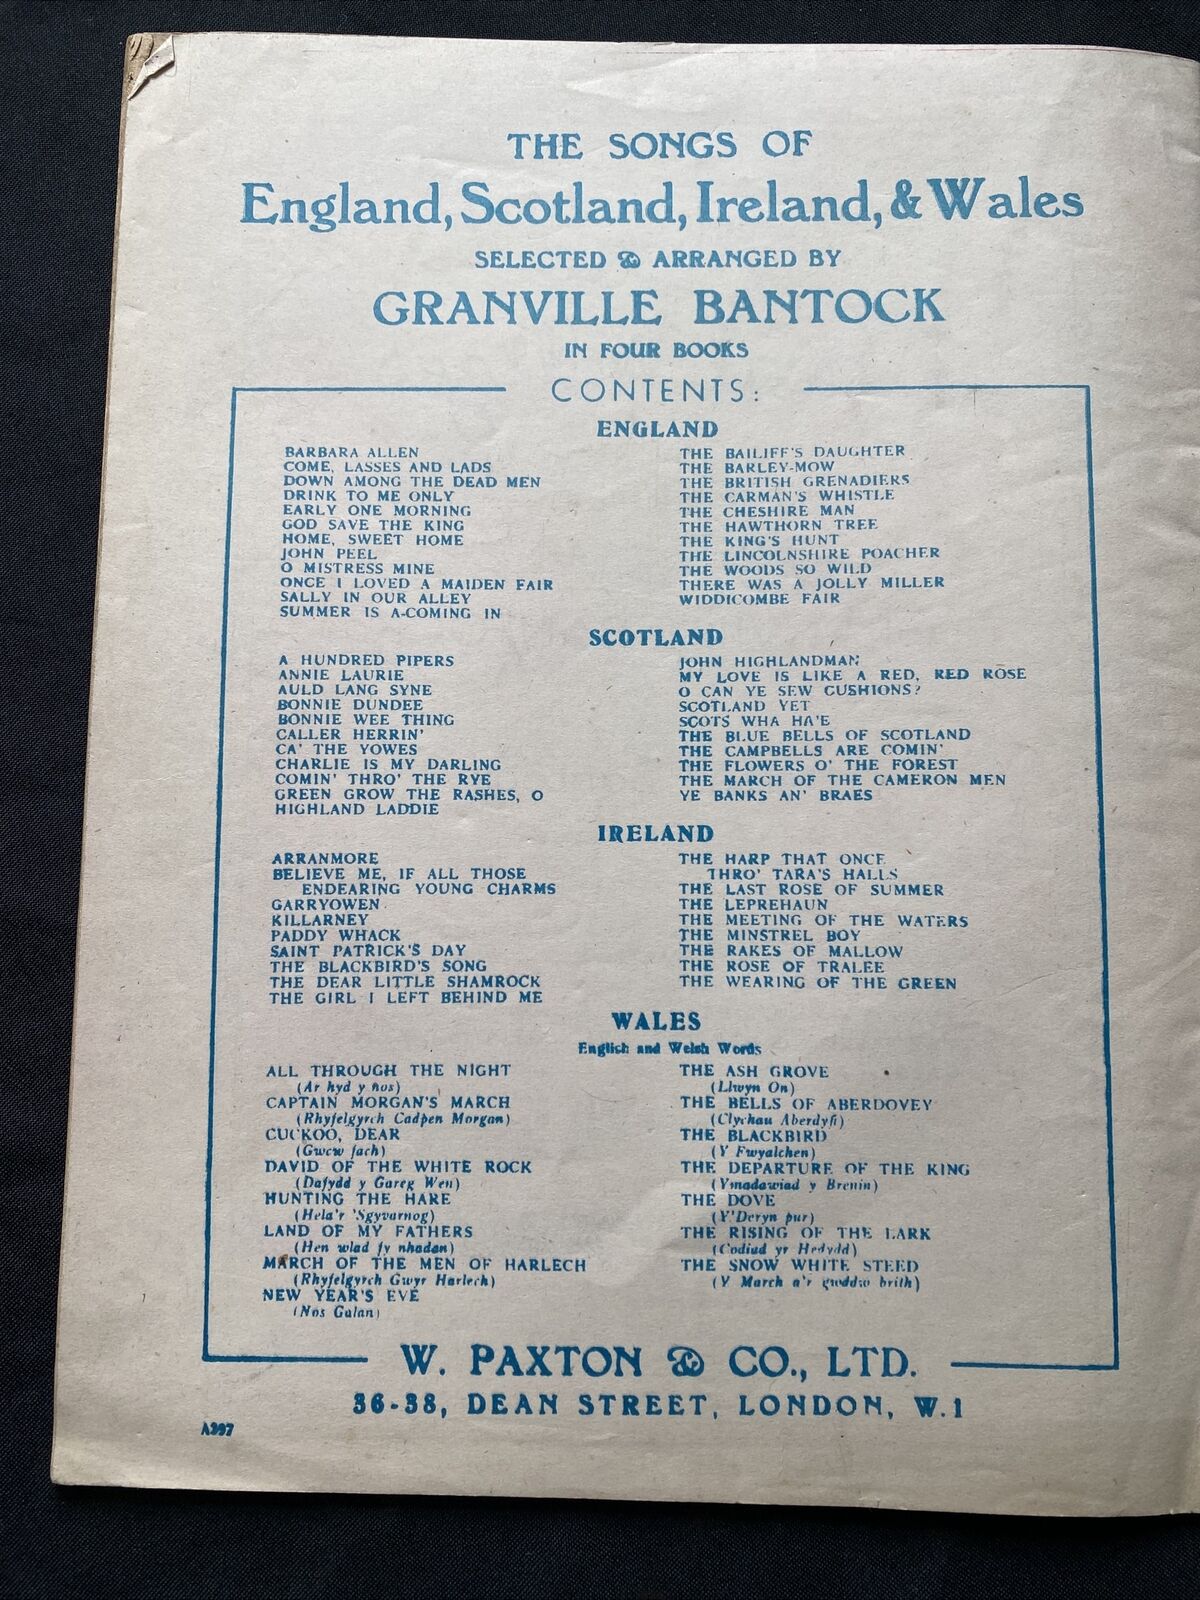 THE SONGS OF
England, Scotland, Ireland, & Wales
SELECTED & ARRANGED BY
GRANVILLE BANTOCK
IN FOUR BOOKS
CONTENTS:
ENGLAND
BARBARA ALLEN
COME, LASSES AND LADS
DOWN AMONG THE DEAD MEN
DRINK TO ME ONLY
EARLY ONE MORNING
GOD SAVE THE KING
HOME, SWEET HOME
JOHN PEEL
O MISTRESS MINE
ONCE I LOVED A MAIDEN FAIR
SALLY IN OUR ALLEY
SUMMER IS A-COMING IN
THE BAILIFF'S DAUGHTER
THE BARLEY-MOW
THE BRITISH GRENADIERS
THE CARMAN'S WHISTLE
THE CHESHIRE MAN
THE HAWTHORN TREE
THE KING'S HUNT
THE LINCOLNSHIRE POACHER
THE WOODS SO WILD
THERE WAS A JOLLY MILLER
WIDDICOMBE FAIR
SCOTLAND
A HUNDRED PIPERS
ANNIE LAURIE
AULD LANG SYNE
BONNIE DUNDEE
BONNIE WEE THING
CALLER HERRIN'
CA' THE YOWES
CHARLIE IS MY DARLING
COMIN' THRO' THE RYE
GREEN GROW THE RASHES, O
HIGHLAND LADDIE
JOHN HIGHLANDMAN
MY LOVE IS LIKE A RED, RED ROSE
O CAN YE SEW CUSHIONS?
SCOTLAND YET
SCOTS WHA HA'E
THE BLUE BELLS OF SCOTLAND
THE CAMPBELLS ARE COMIN'
THE FLOWERS O' THE FOREST
THE MARCH OF THE CAMERON MEN
YE BANKS AN' BRAES
IRELAND
ARRANMORE
BELIEVE ME, IF ALL THOSE
ENDEARING YOUNG CHARMS
GARRYOWEN
KILLARNEY
PADDY WHACK
SAINT PATRICK'S DAY
THE BLACKBIRD'S SONG
THE DEAR LITTLE SHAMROCK
THE GIRL I LEFT BEHIND ME
THE HARP THAT ONCE
THRO' TARA'S HALLS
THE LAST ROSE OF SUMMER
THE LEPREHAUN
THE MEETING OF THE WATERS
THE MINSTREL BOY
THE RAKES OF MALLOW
THE ROSE OF TRALEE
THE WEARING OF THE GREEN
WALES
English and Welsh Words
ALL THROUGH THE NIGHT
(Ar hyd y nos)
CAPTAIN MORGAN'S MARCH
(Rhyfelgyrch Cadpen Morgan)
CUCKOO, DEAR
(Gwcw fach)
DAVID OF THE WHITE ROCK
(Dafydd y Gareg Wen)
HUNTING THE HARE
(Hela'r 'Sgyvarnog)
LAND OF MY FATHERS
(Hen wlad fy nhadan)
MARCH OF THE MEN OF HARLECH
(Rhyfelgyrch Gwyr Harlech)
NEW YEAR'S EVE
(Nos Galan)
THE ASH GROVE
(Llwyn On)
THE BELLS OF ABERDOVEY
(Clychau Aberdyfi)
THE BLACKBIRD
(Y Fwyalchen)
THE DEPARTURE OF THE KING
(Ymadawiad y Brenin)
THE DOVE
(Y'Deryn pur)
THE RISING OF THE LARK
(Codiad yr Hedydd)
THE SNOW WHITE STEED
(Y March a'r gwddw brith)
W. PAXTON & CO., LTD.
36-38, DEAN STREET, LONDON, W.1
A397